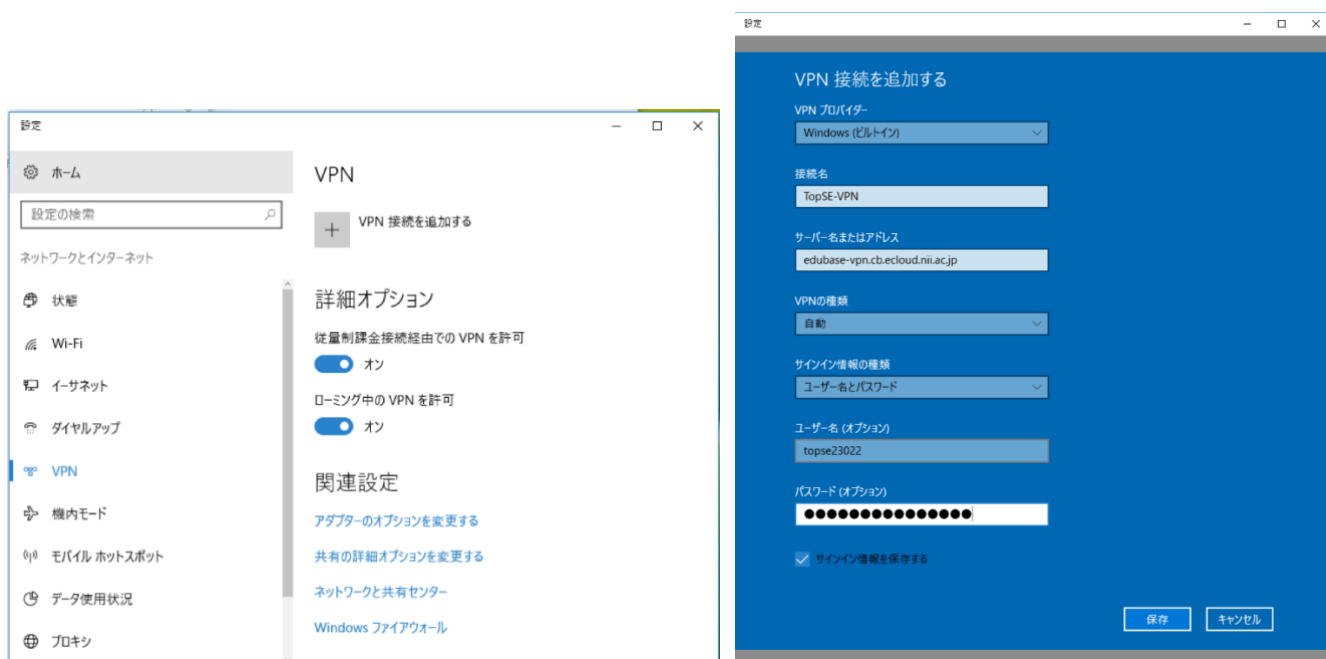 設定
ホーム
設定の検索
ネットワークとインターネット
状態
Wi-Fi
イーサネット
ダイヤルアップ
VPN
機内モード
モバイル ホットスポット
データ使用状況
プロキシ
VPN
VPN 接続を追加する
詳細オプション
従量制課金接続経由での VPN を許可
オン
ローミング中の VPN を許可
オン
関連設定
アダプターのオプションを変更する
共有の詳細オプションを変更する
ネットワークと共有センター
Windows ファイアウォール
設定
VPN 接続を追加する
VPN プロバイダー
Windows (ビルトイン)
接続名
TopSE-VPN
サーバー名またはアドレス
edubase-vpn.cb.ecloud.nii.ac.jp
VPNの種類
自動
サインイン情報の種類
ユーザー名とパスワード
ユーザー名 (オプション)
topse23022
パスワード (オプション)
●●●●●●●●●●●●●●●
サインイン情報を保存する
保存
キャンセル